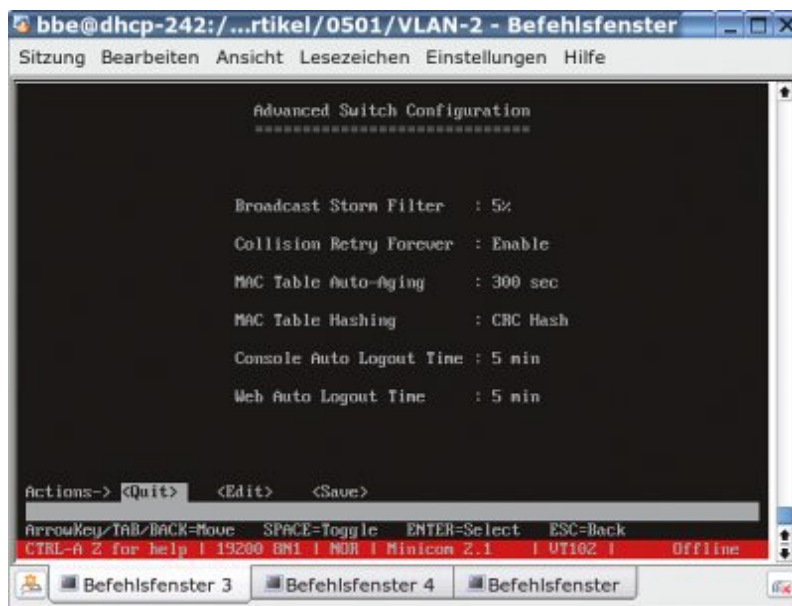 bbe@dhcp-242:/...rtikel/0501/VLAN-2 - Befehlsfenster
Sitzung Bearbeiten Ansicht Lesezeichen Einstellungen Hilfe
Advanced Switch Configuration
==============================
Broadcast Storm Filter : 5%
Collision Retry Forever : Enable
MAC Table Auto-Aging : 300 sec
MAC Table Hashing : CRC Hash
Console Auto Logout Time : 5 min
Web Auto Logout Time : 5 min
Actions-> <Quit> <Edit> <Save>
ArrowKey/TAB/BACK=Move SPACE=Toggle ENTER=Select ESC=Back
CTRL-A Z for help | 19200 8N1 | NOR | Minicom 2.1 | VT102 | Offline
Befehlsfenster 3 Befehlsfenster 4 Befehlsfenster